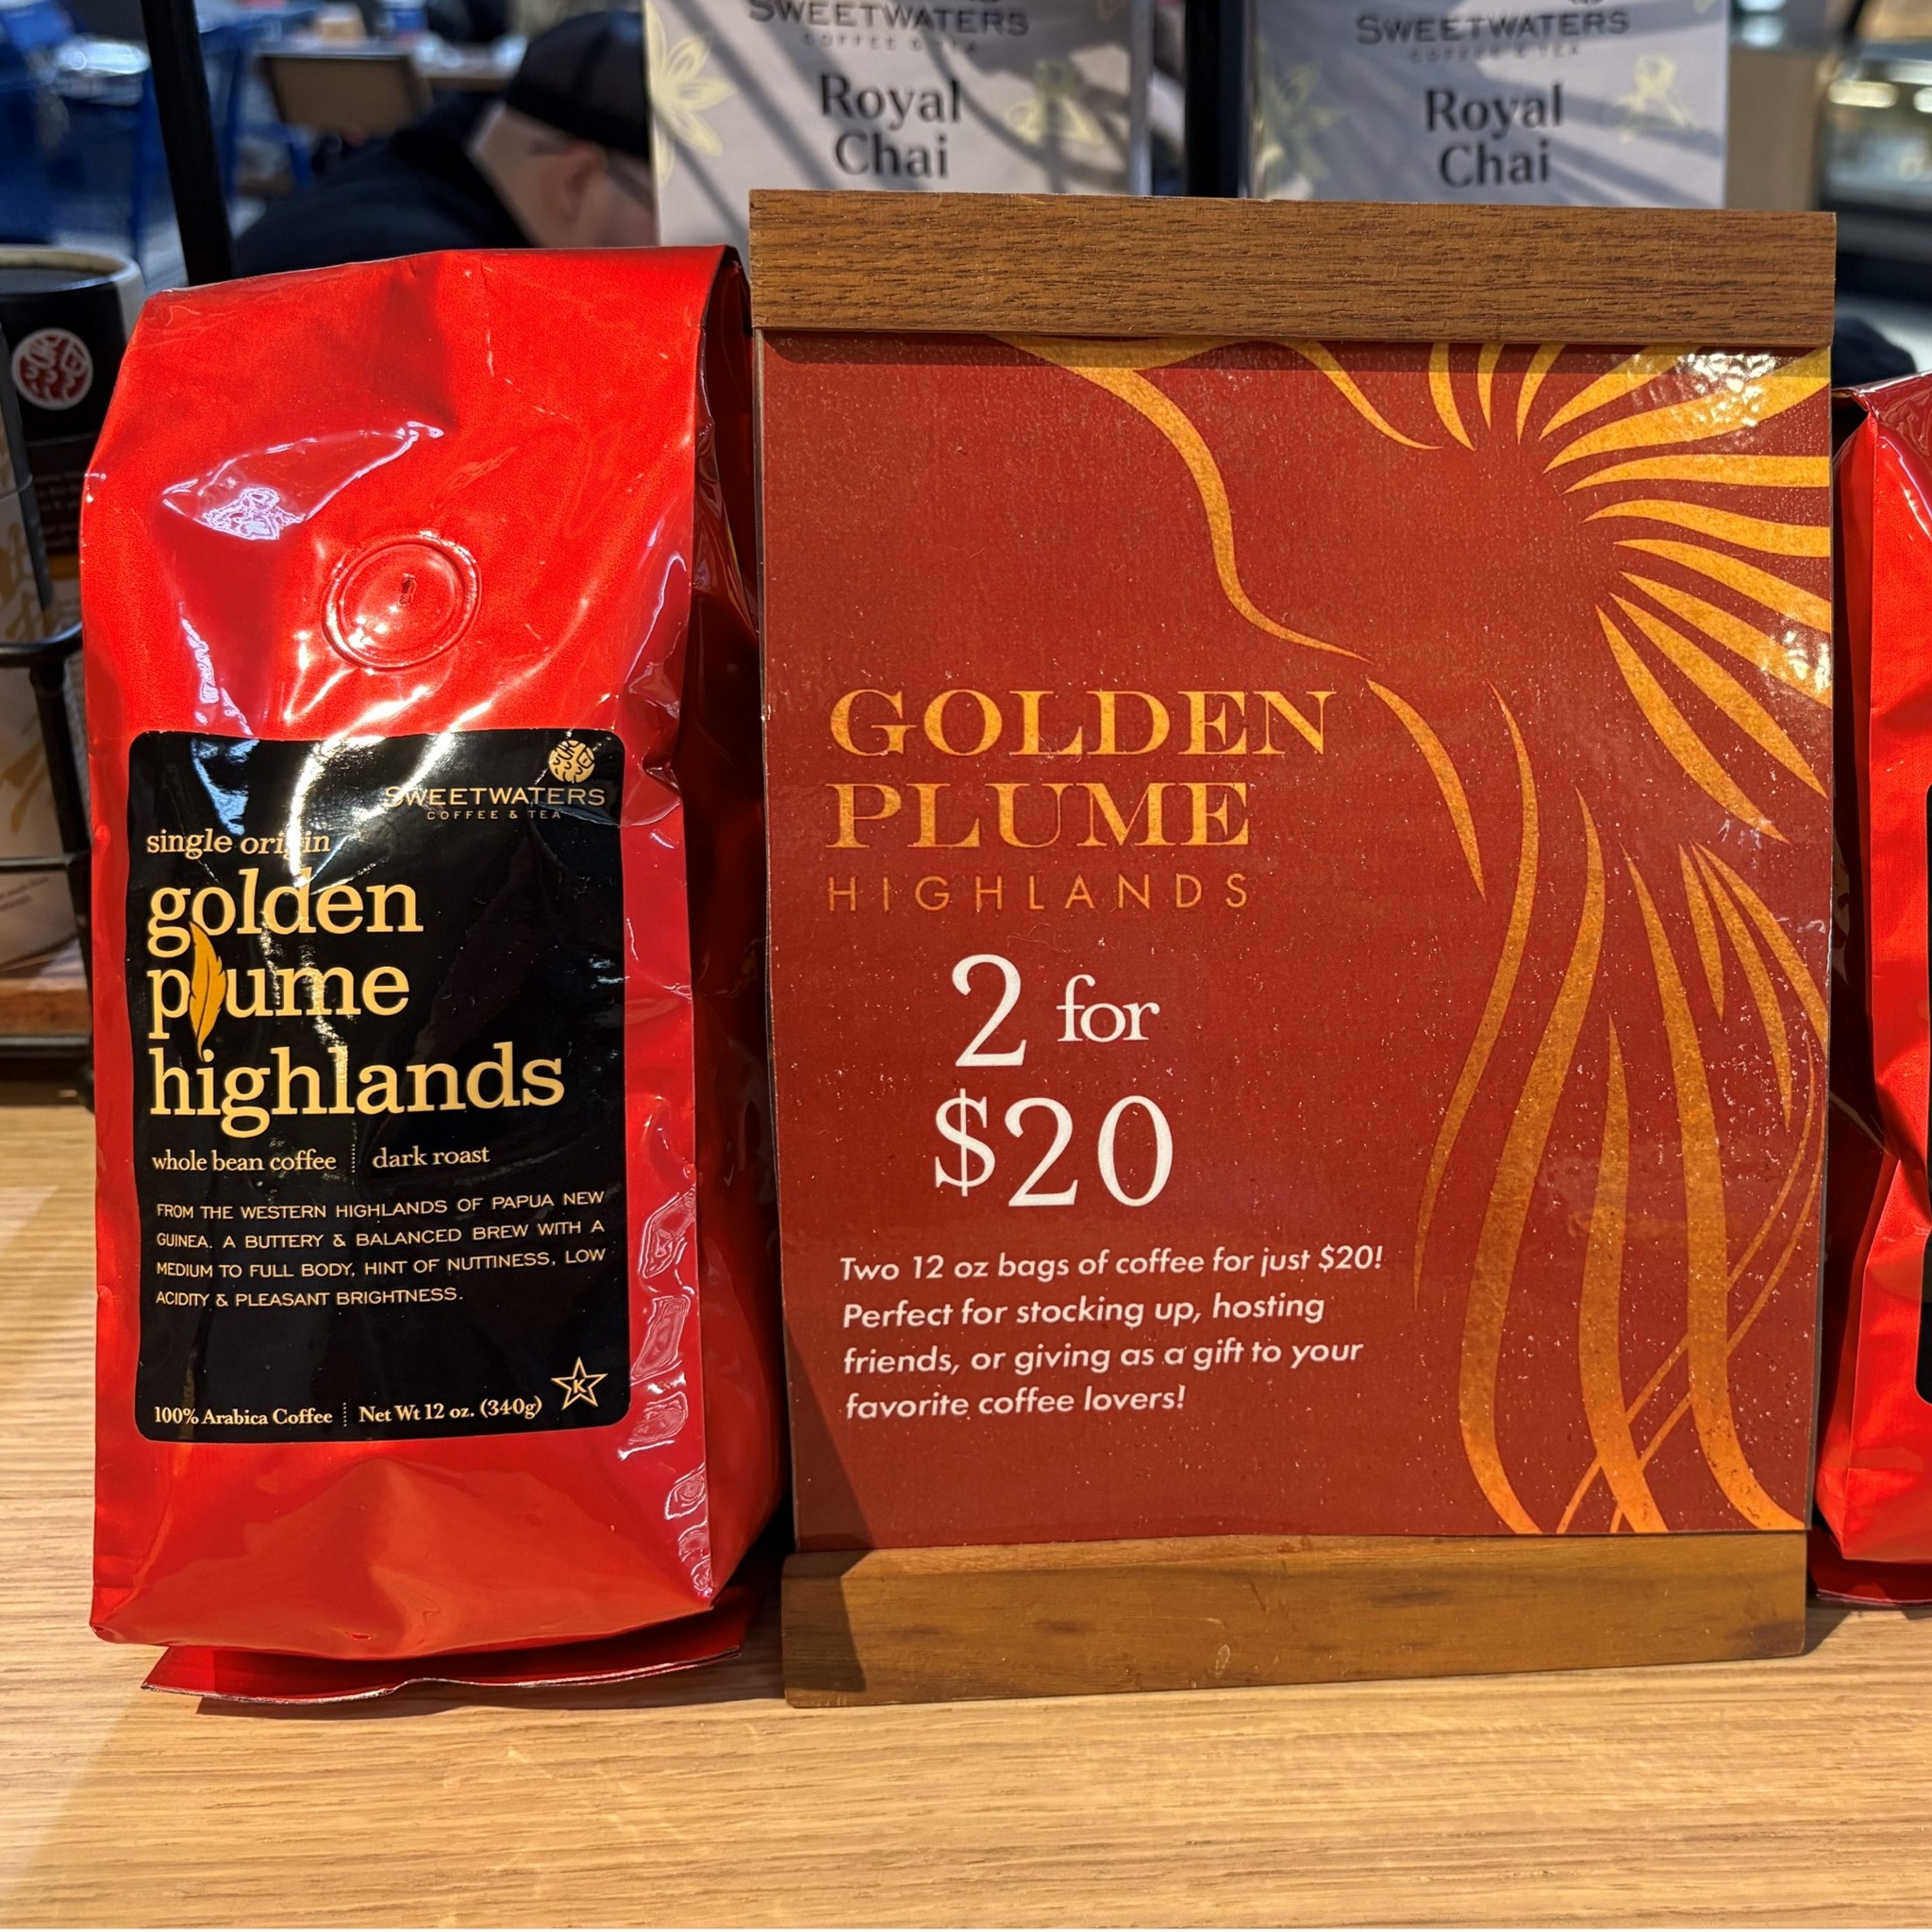 SWEETWATERS
COFFEE & TEA
Royal
Chai
SWEETWATERS
COFFEE & TEA
Royal
Chai
SWEETWATERS
COFFEE & TEA
single origin
golden
plume
highlands
whole bean coffee
dark roast
FROM THE WESTERN HIGHLANDS OF PAPUA NEW
GUINEA. A BUTTERY & BALANCED BREW WITH A
MEDIUM TO FULL BODY, HINT OF NUTTINESS, LOW
ACIDITY & PLEASANT BRIGHTNESS.
100% Arabica Coffee
Net Wt 12 oz. (340g)
K
GOLDEN
PLUME
HIGHLANDS
2 for
$20
Two 12 oz bags of coffee for just $20!
Perfect for stocking up, hosting
friends, or giving as a gift to your
favorite coffee lovers!